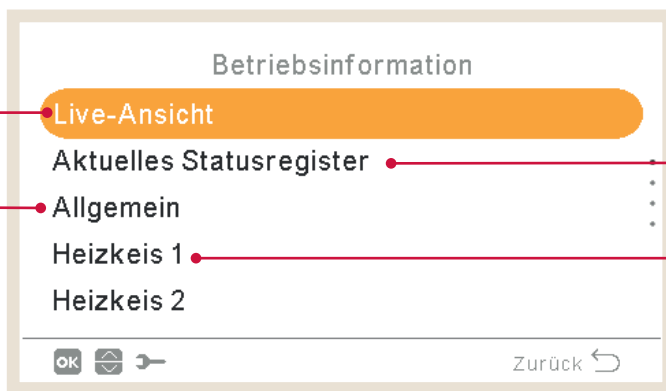 Betriebsinformation
Live-Ansicht
Aktuelles Statusregister
Allgemein
Heizkeis 1
Heizkeis 2
OK Zurück